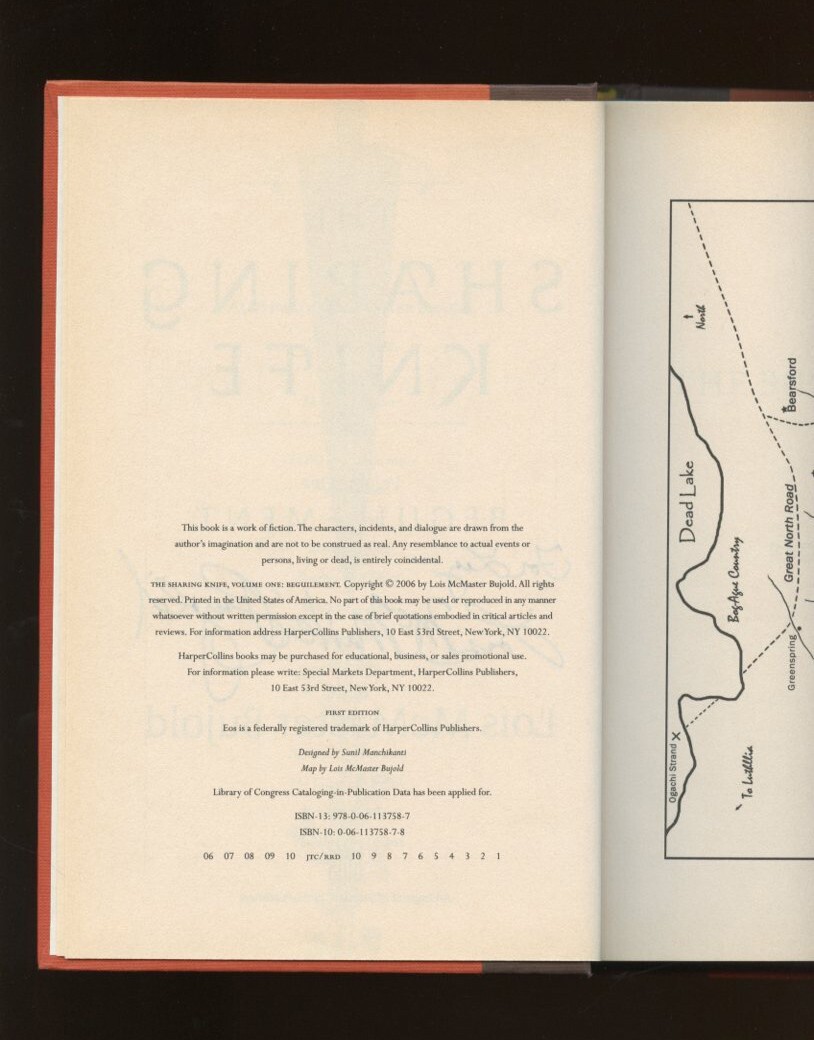 This book is a work of fiction. The characters, incidents, and dialogue are drawn from the
author's imagination and are not to be construed as real. Any resemblance to actual events or
persons, living or dead, is entirely coincidental.
THE SHARING KNIFE, VOLUME ONE: BEGUILEMENT. Copyright © 2006 by Lois McMaster Bujold. All rights
reserved. Printed in the United States of America. No part of this book may be used or reproduced in any manner
whatsoever without written permission except in the case of brief quotations embodied in critical articles and
reviews. For information address HarperCollins Publishers, 10 East 53rd Street, New York, NY 10022.
HarperCollins books may be purchased for educational, business, or sales promotional use.
For information please write: Special Markets Department, HarperCollins Publishers,
10 East 53rd Street, New York, NY 10022.
FIRST EDITION
Eos is a federally registered trademark of HarperCollins Publishers.
Designed by Sunil Manchikanti
Map by Lois McMaster Bujold
Library of Congress Cataloging-in-Publication Data has been applied for.
ISBN-13: 978-0-06-113758-7
ISBN-10: 0-06-113758-7-8
06 07 08 09 10 JTC/RRD 10 9 8 7 6 5 4 3 2 1
North
Bearsford
Dead Lake
Great North Road
Bog Ague Country
Greenspring
Ogachi Strand
To Luthlia